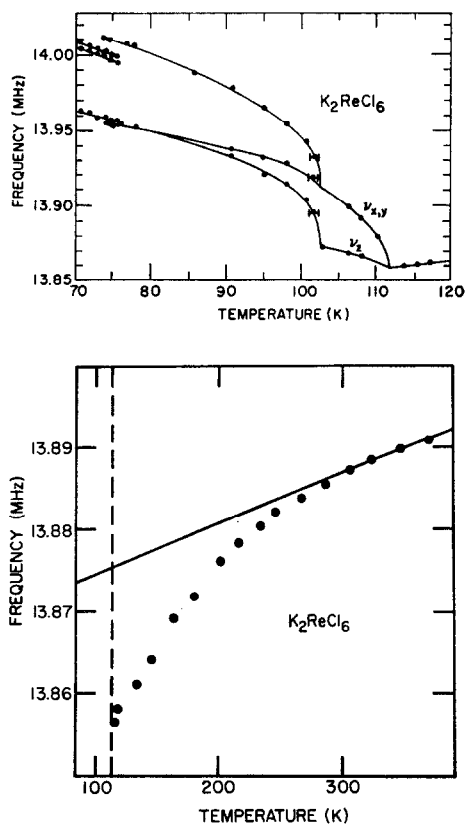 14.00
13.95
13.90
13.85
FREQUENCY (MHz)
K2ReCl6
νx,y
νz
70 80 90 100 110 120
TEMPERATURE (K)
13.89
13.88
13.87
13.86
FREQUENCY (MHz)
K2ReCl6
100 200 300
TEMPERATURE (K)